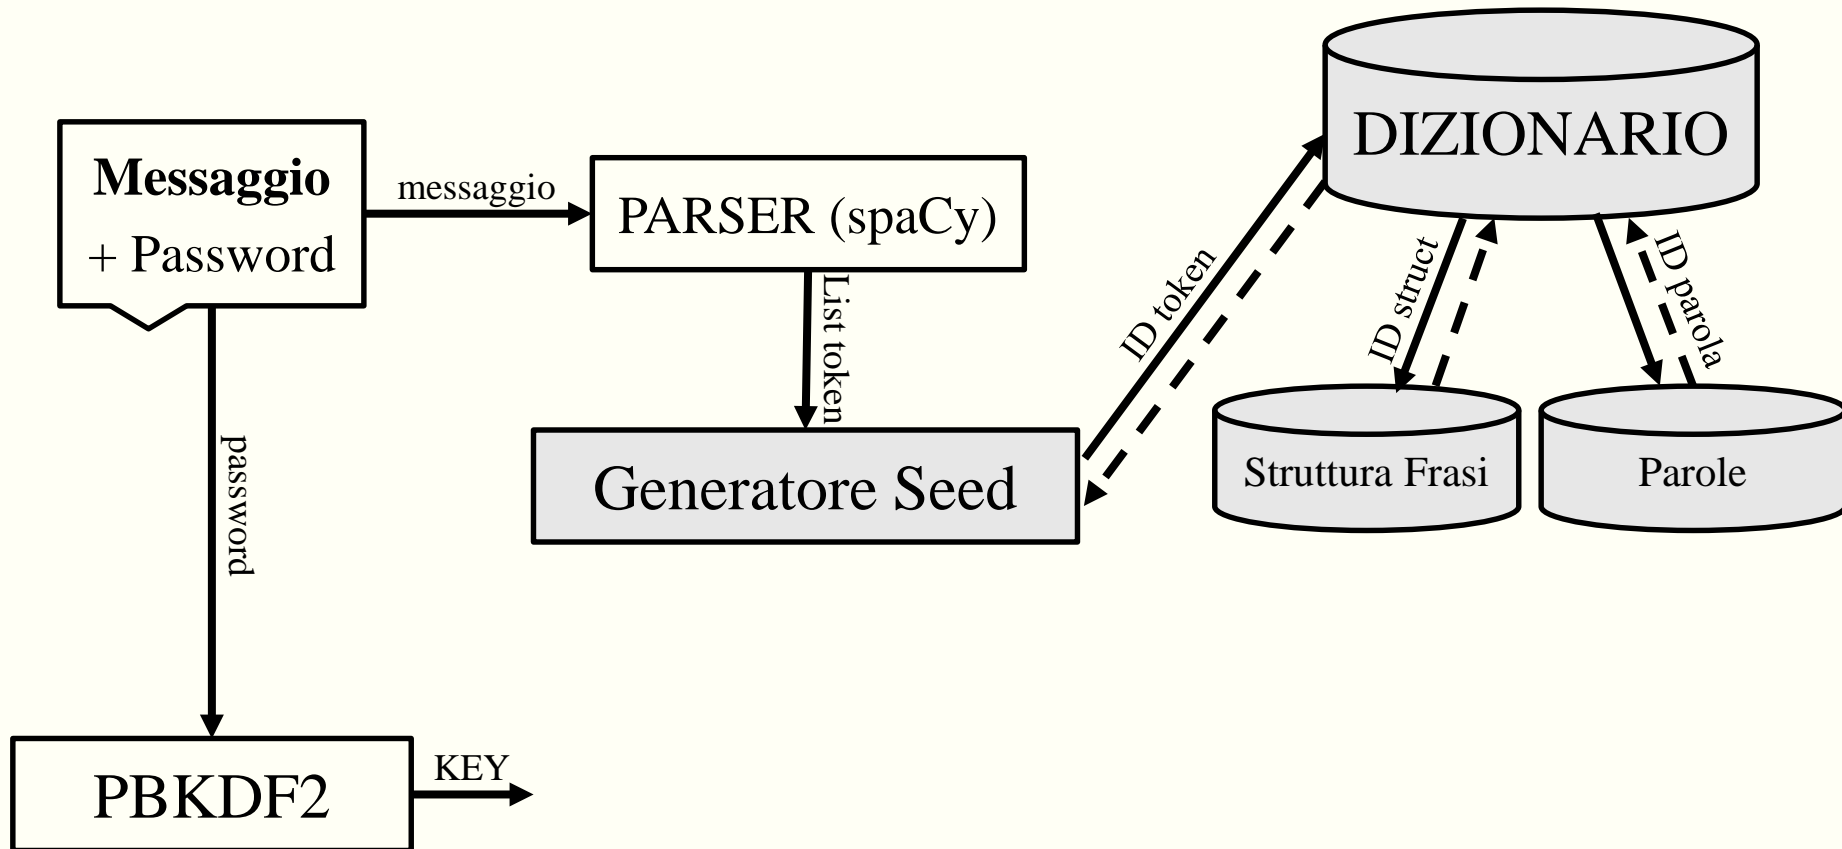 DIZIONARIO
Messaggio
+ Password
messaggio
PARSER (spaCy)
List token
ID token
ID struct
ID parola
Generatore Seed
Struttura Frasi
Parole
password
PBKDF2
KEY